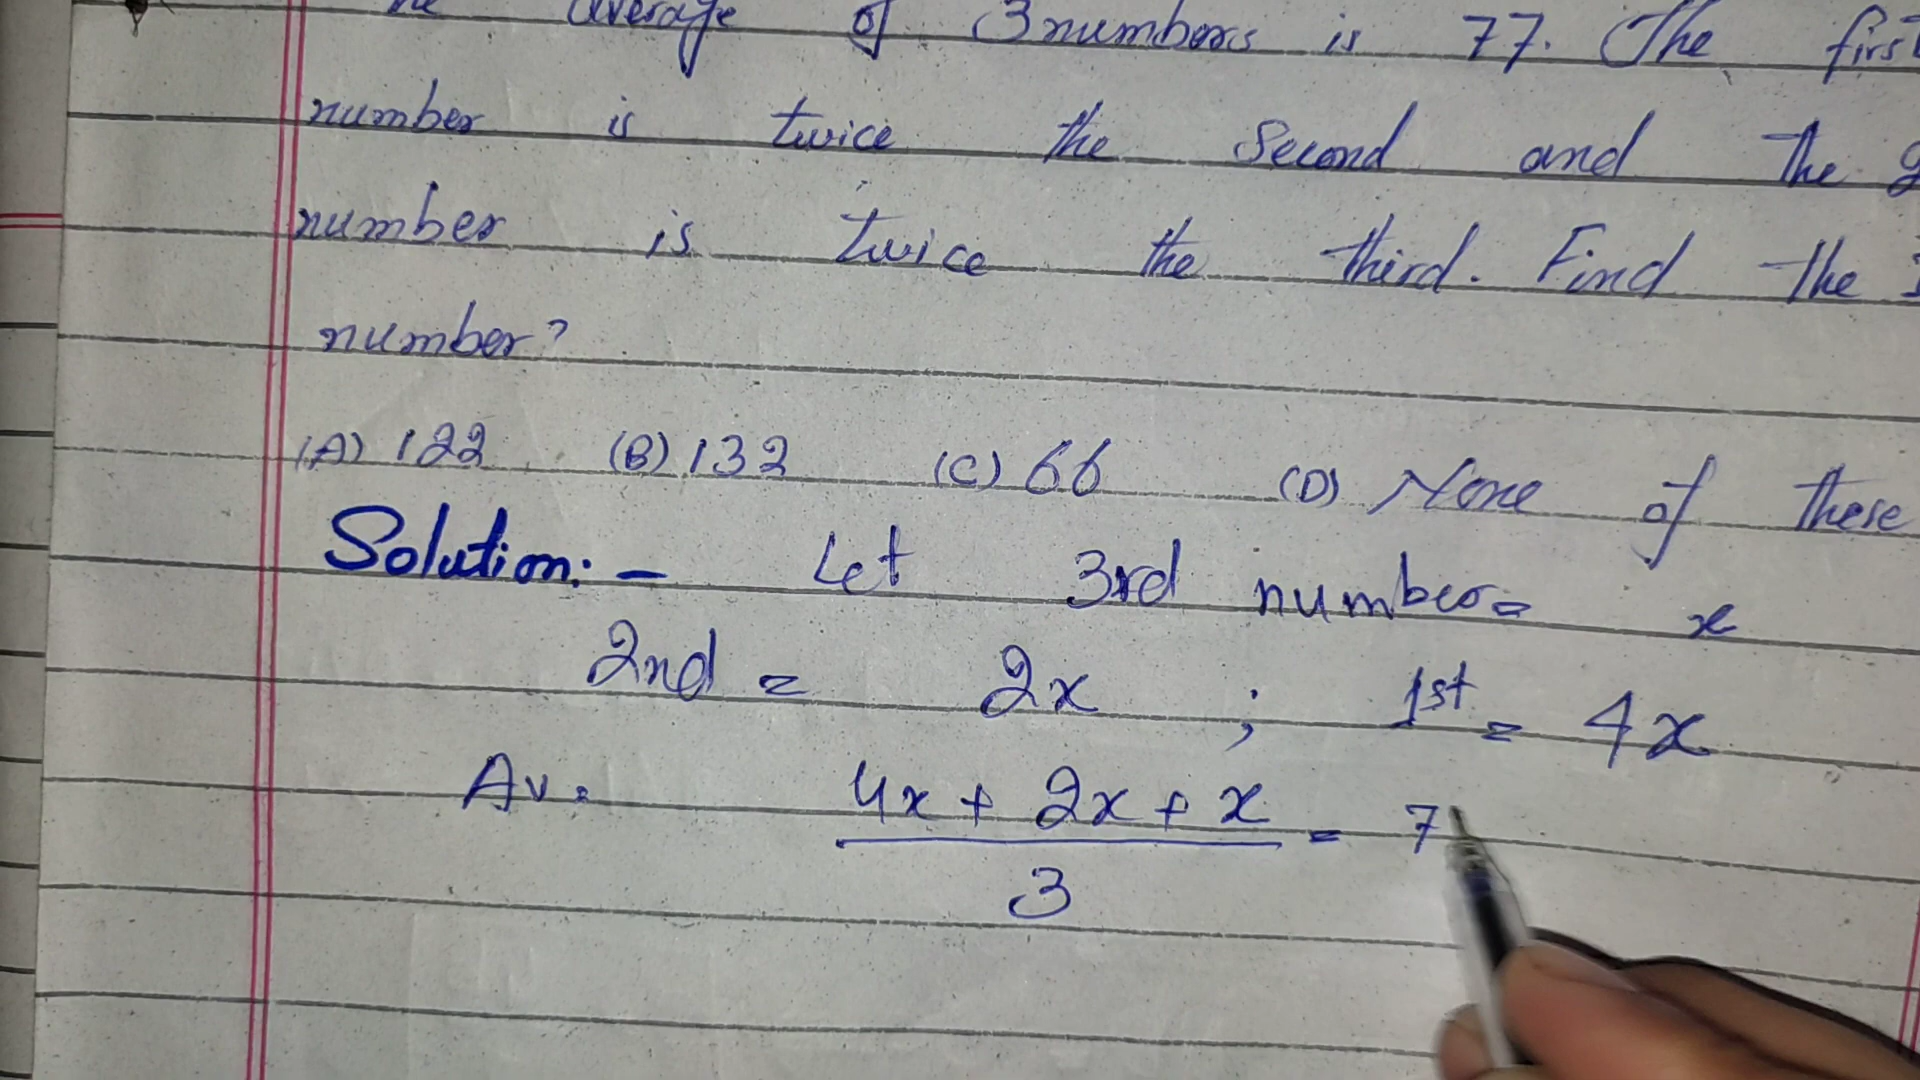 average of 3 numbers is 77. The first
number is twice the Second and the
number is twice the third. Find the
number?
(A) 122 (B) 132 (C) 66 (D) None of these
Solution:- Let 3rd number= x
2nd = 2x ; 1st = 4x
Av = 4x + 2x + x / 3 = 7